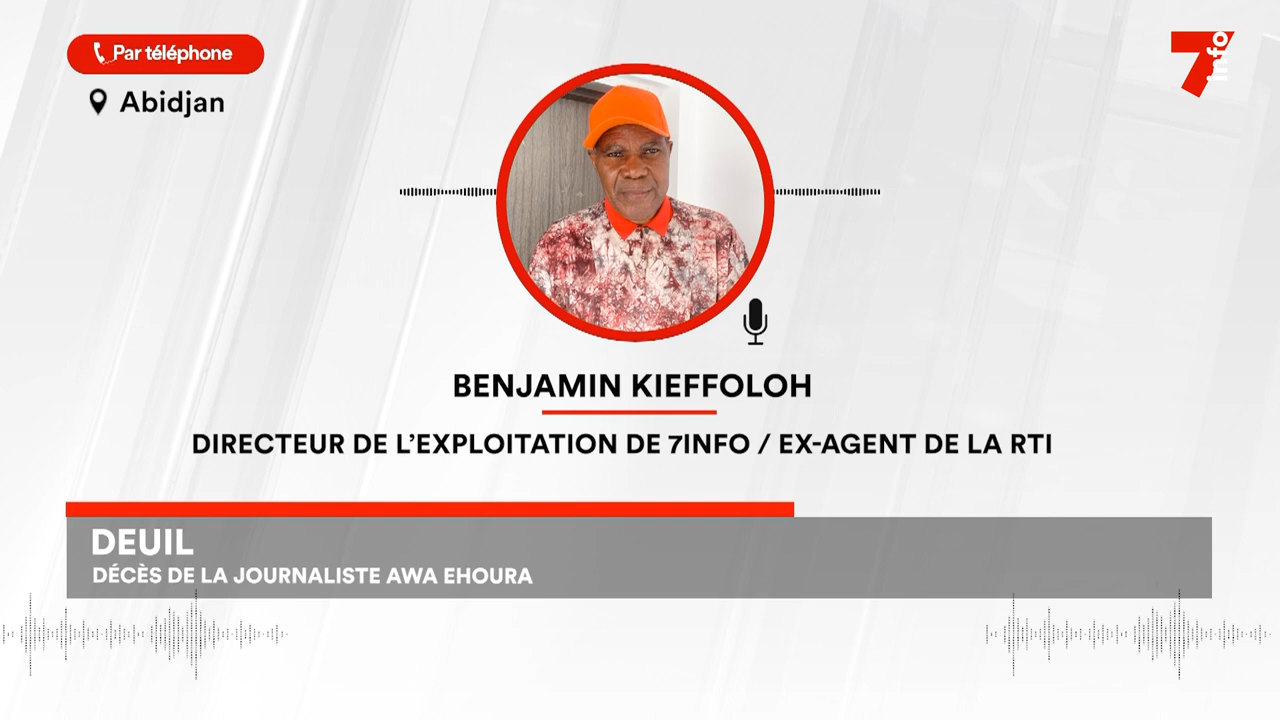 Par téléphone
Abidjan
7info
BENJAMIN KIEFFOLOH
DIRECTEUR DE L'EXPLOITATION DE 7INFO / EX-AGENT DE LA RTI
DEUIL
DÉCÈS DE LA JOURNALISTE AWA EHOURA